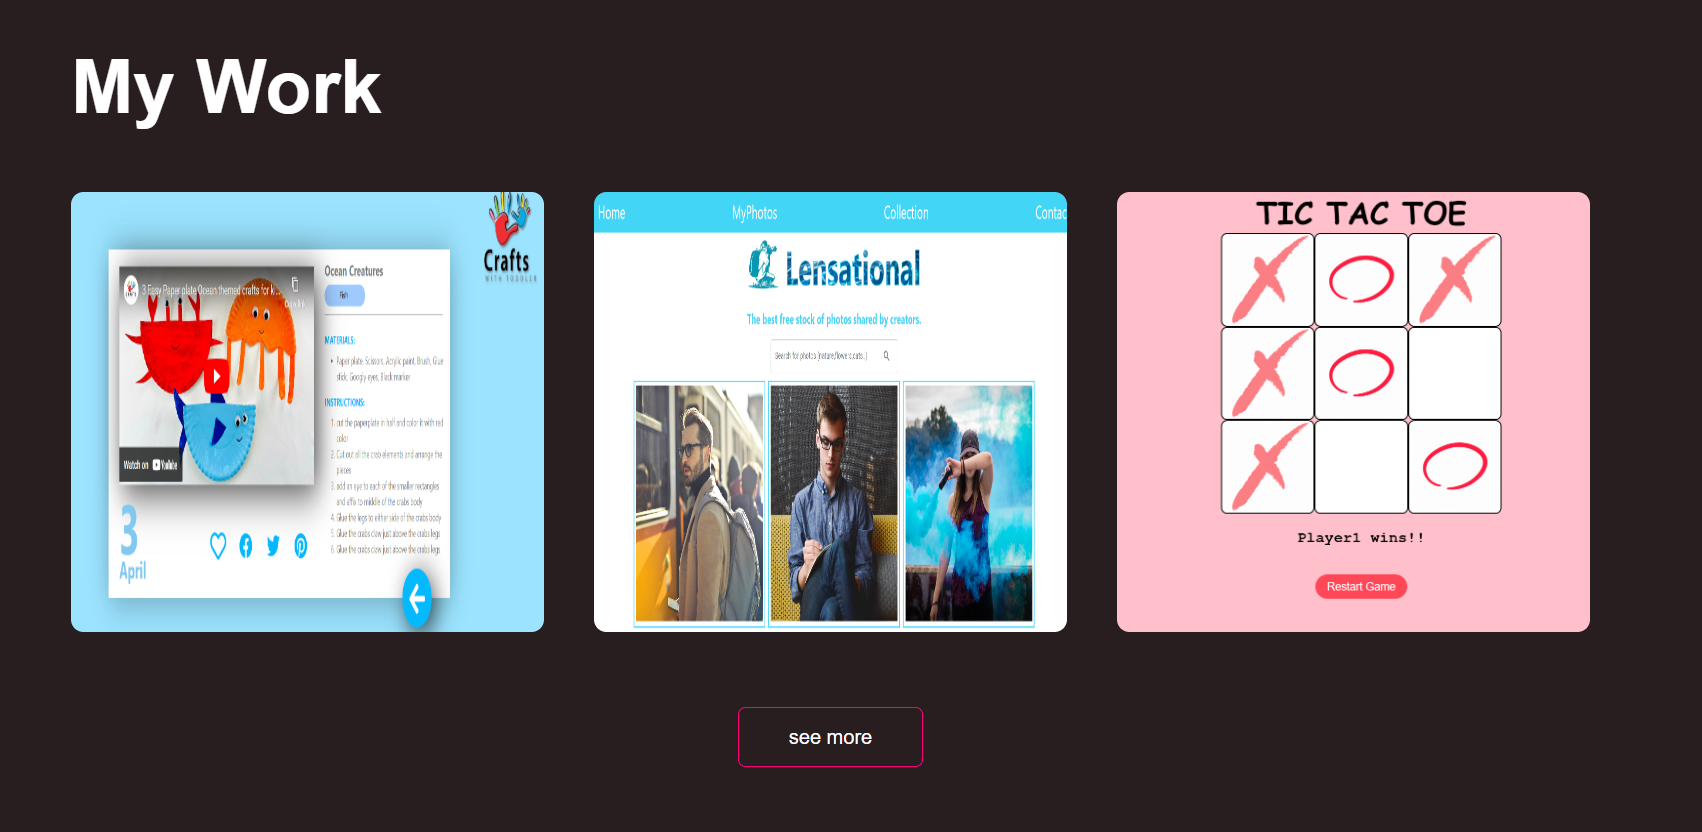 My Work
Crafts
WITH TODDLER
3 Easy Paper plate Ocean themed crafts for k...
Watch on YouTube
3
April
Ocean Creatures
Fish
MATERIALS:
Paper plate, Scissors, Acrylic paint, Brush, Glue
stick, Googly eyes, Black marker
INSTRUCTIONS:
1. cut the paperplate in half and color it with red
color
2. Cut out all the crab elements and arrange the
pieces
3. add an eye to each of the smaller rectangles
and affix to middle of the crabs body
4. Glue the legs to either side of the crabs body
5. Glue the crabs claw just above the crabs legs
6. Glue the crabs claw just above the crabs legs
Home MyPhotos Collection Contac
Lensational
The best free stock of photos shared by creators.
Search for photos (nature,flowers,cats..)
TIC TAC TOE
Player1 wins!!
Restart Game
see more